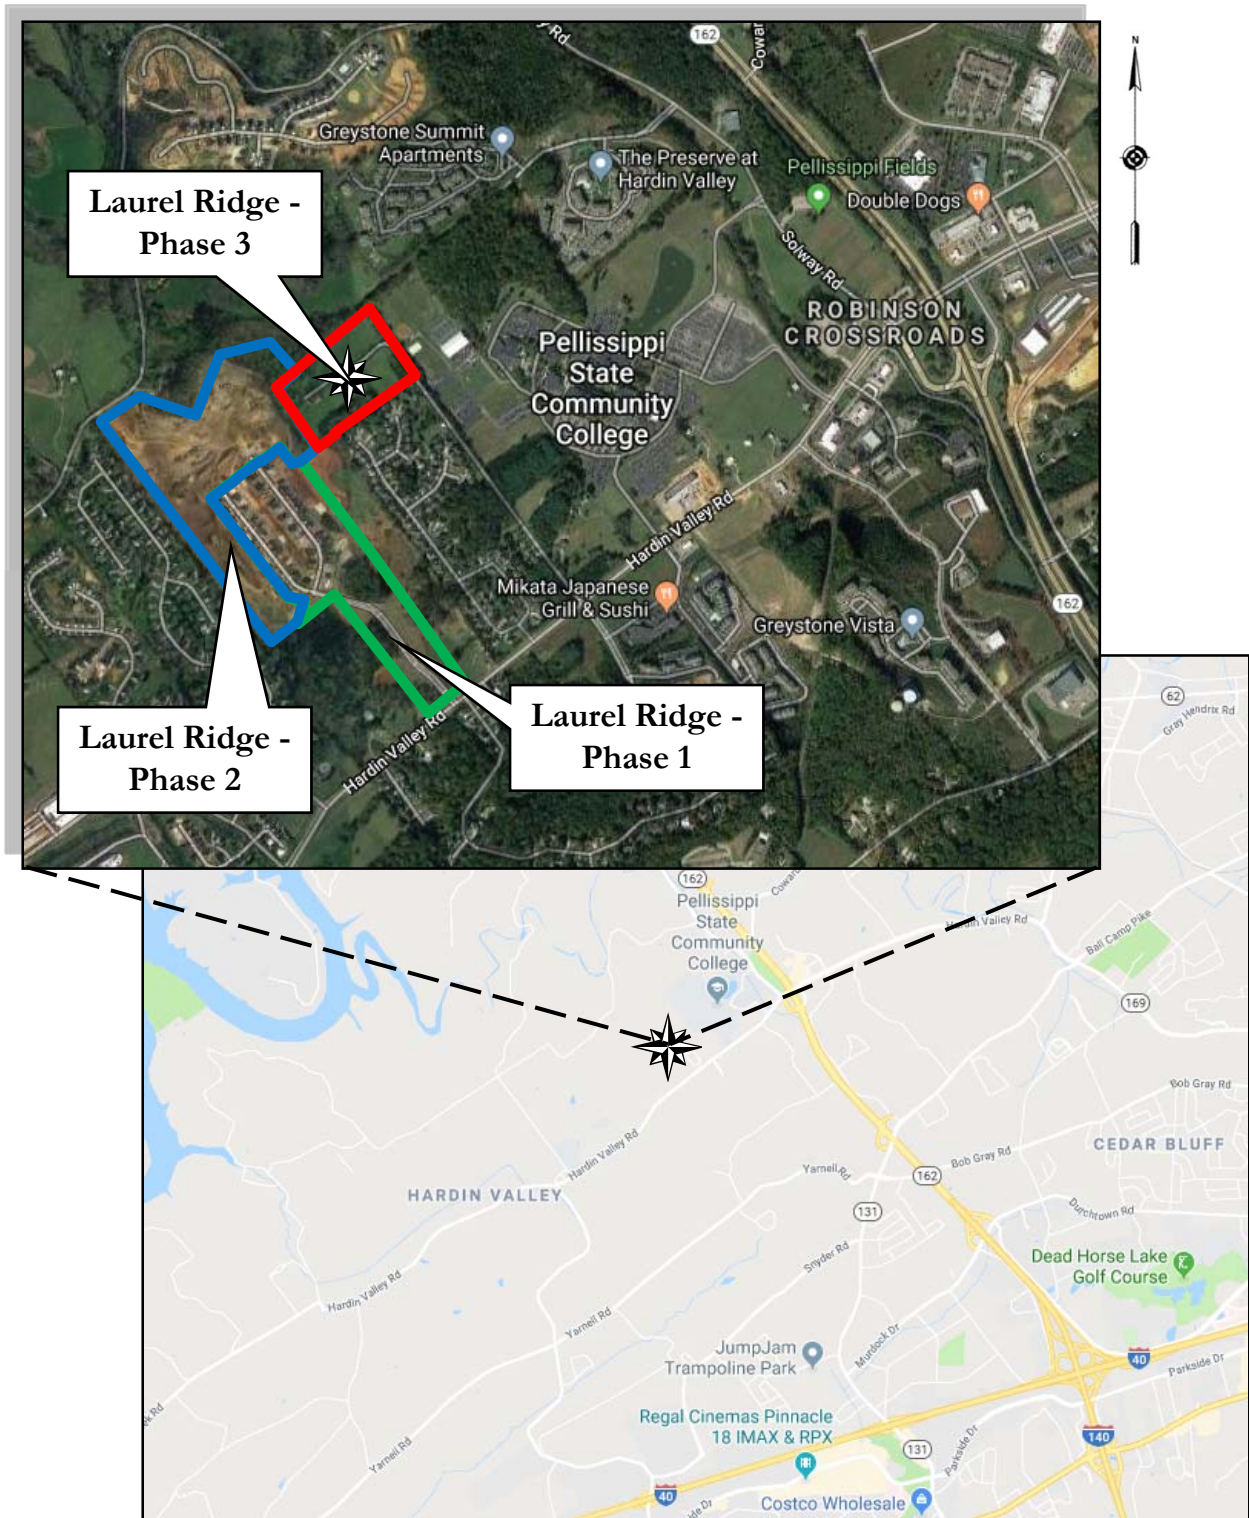 N
162
Rd
Cowar
Greystone Summit
Apartments
The Preserve at
Hardin Valley
Pellissippi Fields
Double Dogs
Laurel Ridge -
Phase 3
Solway Rd
ROBINSON
CROSSROADS
Pellissippi
State
Community
College
Hardin Valley Rd
Mikata Japanese
Grill & Sushi
Greystone Vista
162
Laurel Ridge -
Phase 1
Laurel Ridge -
Phase 2
Hardin Valley Rd
62
Gray Hendrix Rd
162
Cowar
Pellissippi
State
Community
College
Hardin Valley Rd
Ball Camp Pike
169
Bob Gray Rd
CEDAR BLUFF
Hardin Valley Rd
Yarnell Rd
Bob Gray Rd
162
HARDIN VALLEY
131
Dutchtown Rd
Snyder Rd
Dead Horse Lake
Golf Course
Hardin Valley Rd
Yarnell Rd
Murdock Dr
JumpJam
Trampoline Park
40
Parkside Dr
Regal Cinemas Pinnacle
18 IMAX & RPX
ek Rd
Yarnell Rd
131
Parkside Dr
140
40
de Dr
Costco Wholesale